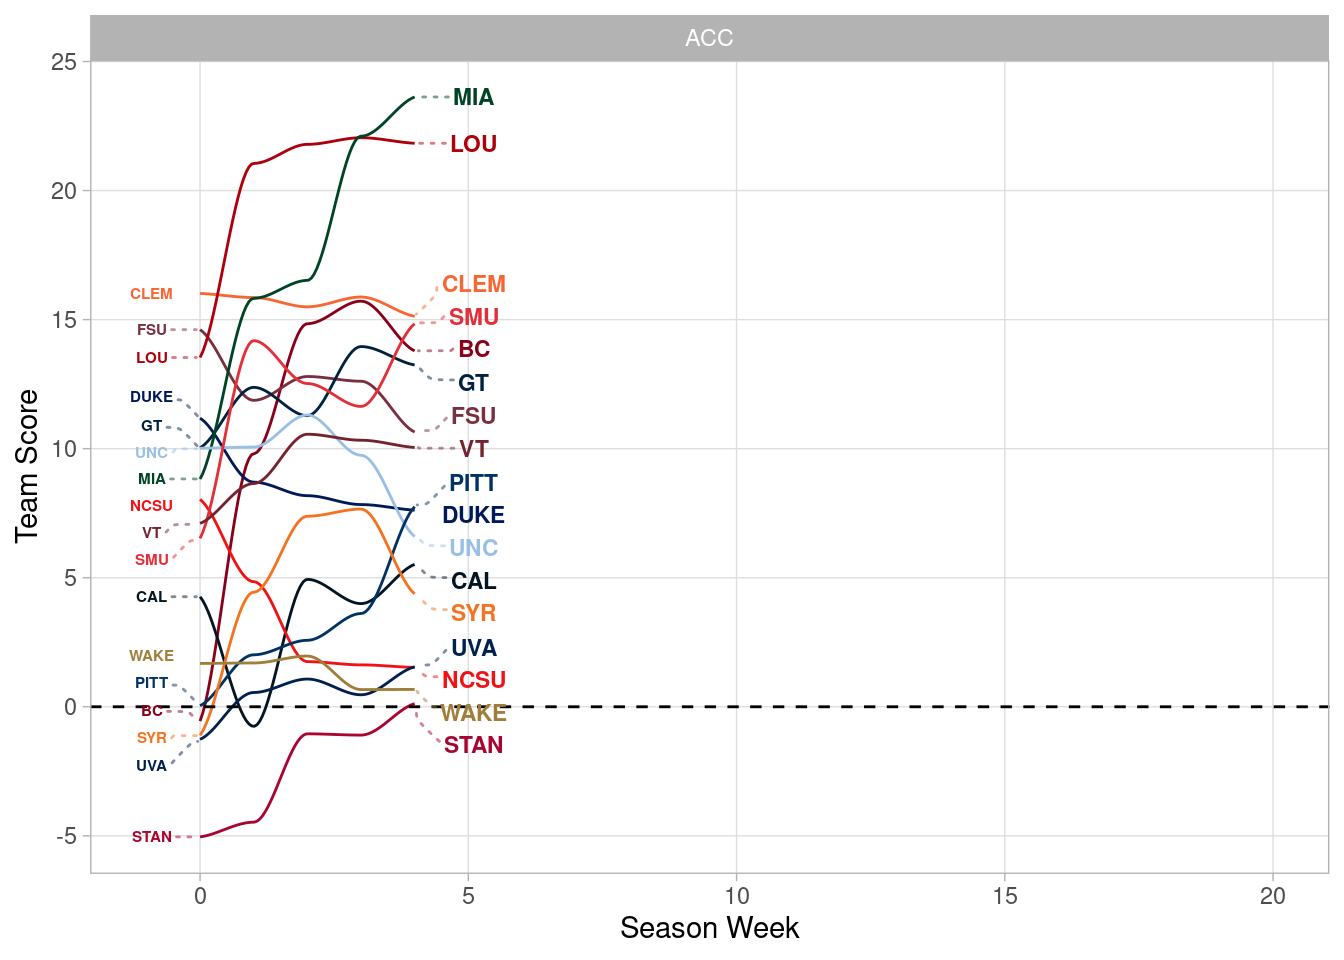 ACC
25
20
15
10
5
0
-5
Team Score
MIA
LOU
CLEM
SMU
BC
GT
FSU
VT
PITT
DUKE
UNC
CAL
SYR
UVA
NCSU
WAKE
STAN
CLEM
FSU
LOU
DUKE
GT
UNC
MIA
NCSU
VT
SMU
CAL
WAKE
PITT
BC
SYR
UVA
STAN
0 5 10 15 20
Season Week